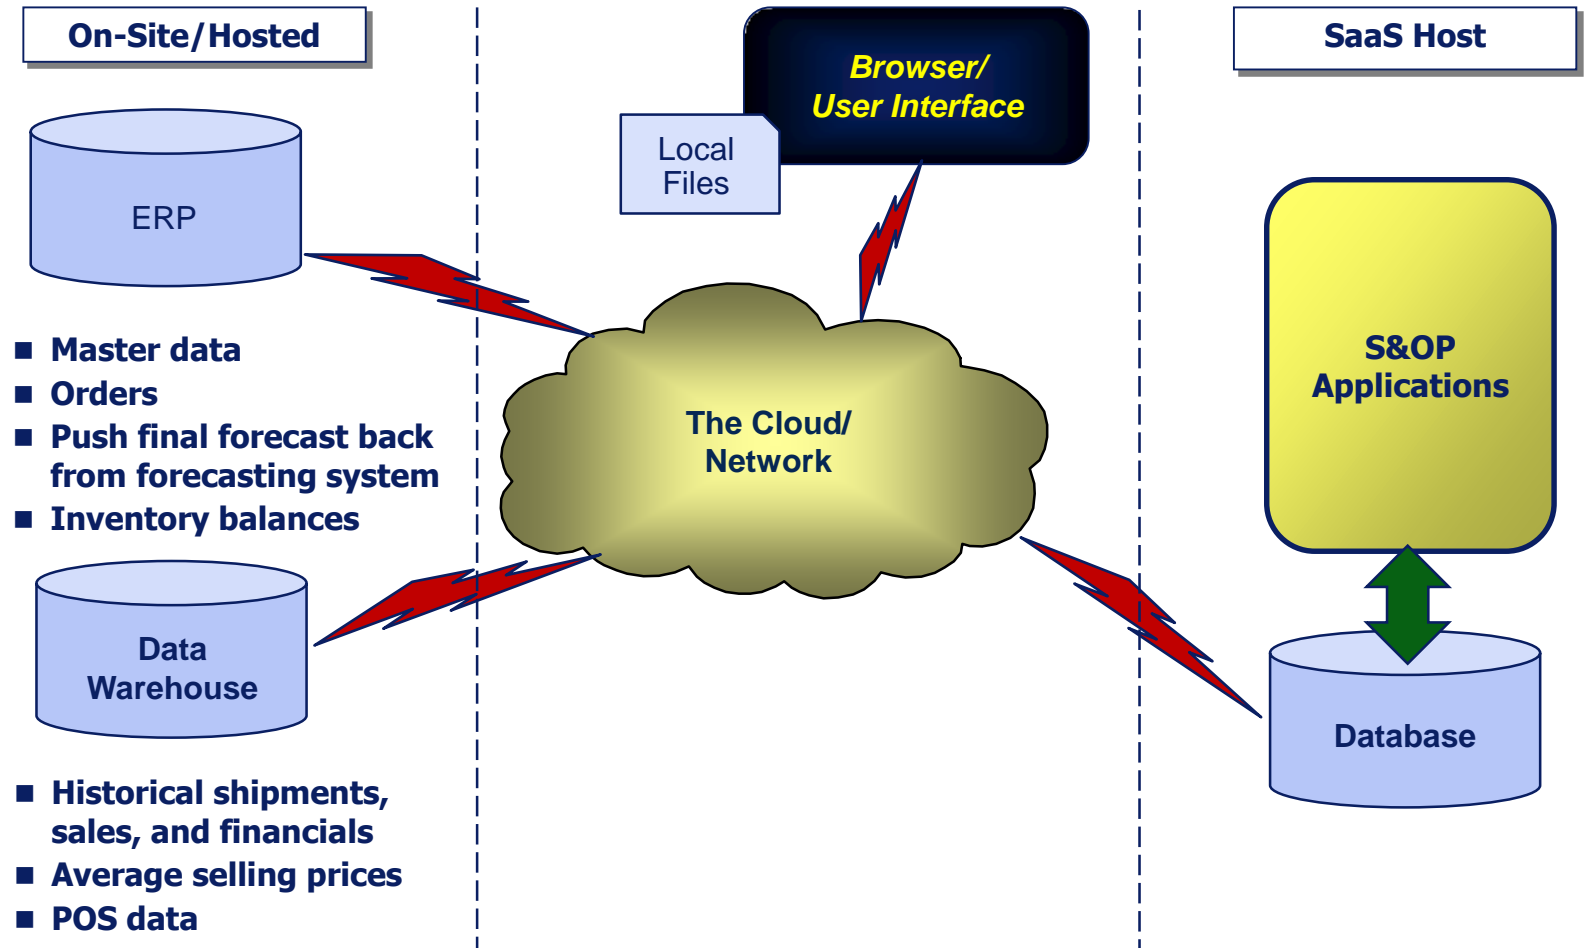 On-Site/Hosted
ERP
Master data
Orders
Push final forecast back
from forecasting system
Inventory balances
Data
Warehouse
Historical shipments,
sales, and financials
Average selling prices
POS data
Browser/
User Interface
Local
Files
The Cloud/
Network
SaaS Host
S&OP
Applications
Database